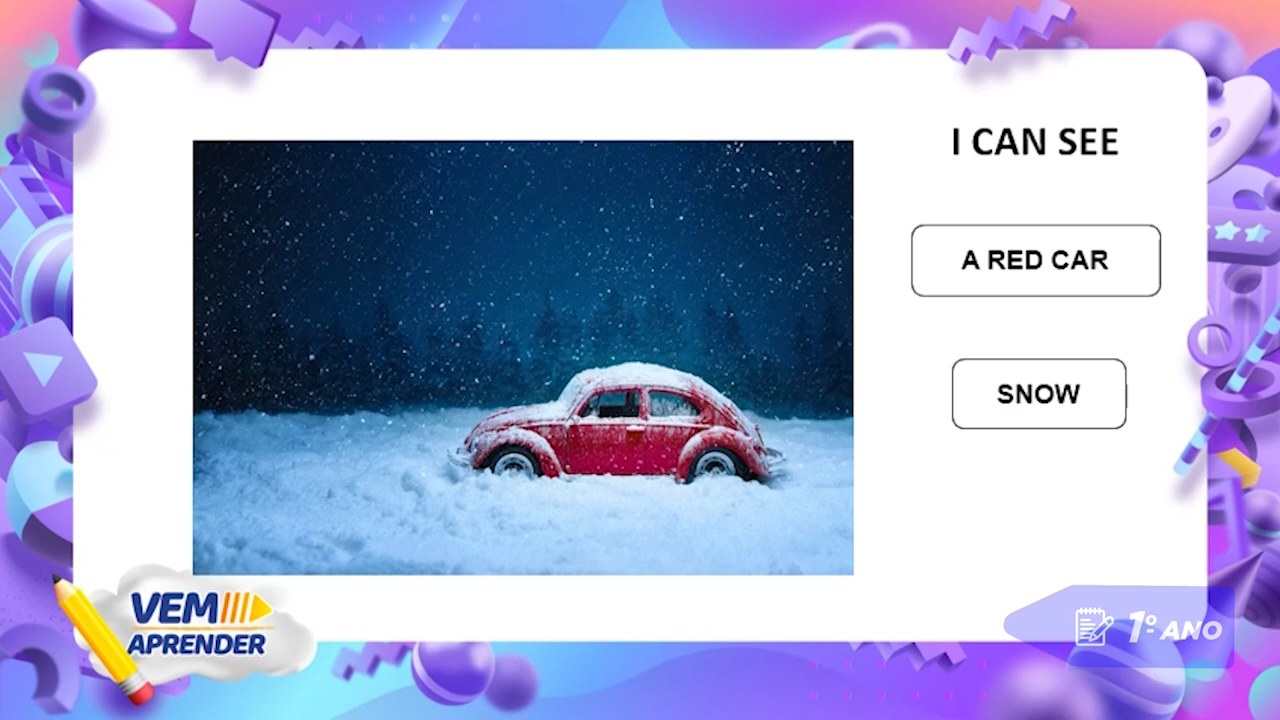 I CAN SEE
A RED CAR
SNOW
VEM
APRENDER
1º ANO